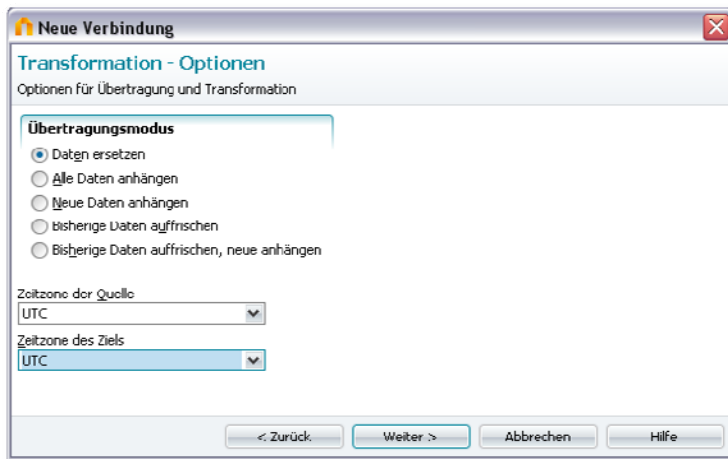 Neue Verbindung
Transformation - Optionen
Optionen für Übertragung und Transformation
Übertragungsmodus
Daten ersetzen
Alle Daten anhängen
Neue Daten anhängen
Bisherige Daten auffrischen
Bisherige Daten auffrischen, neue anhängen
Zeitzone der Quelle
UTC
Zeitzone des Ziels
UTC
< Zurück Weiter > Abbrechen Hilfe